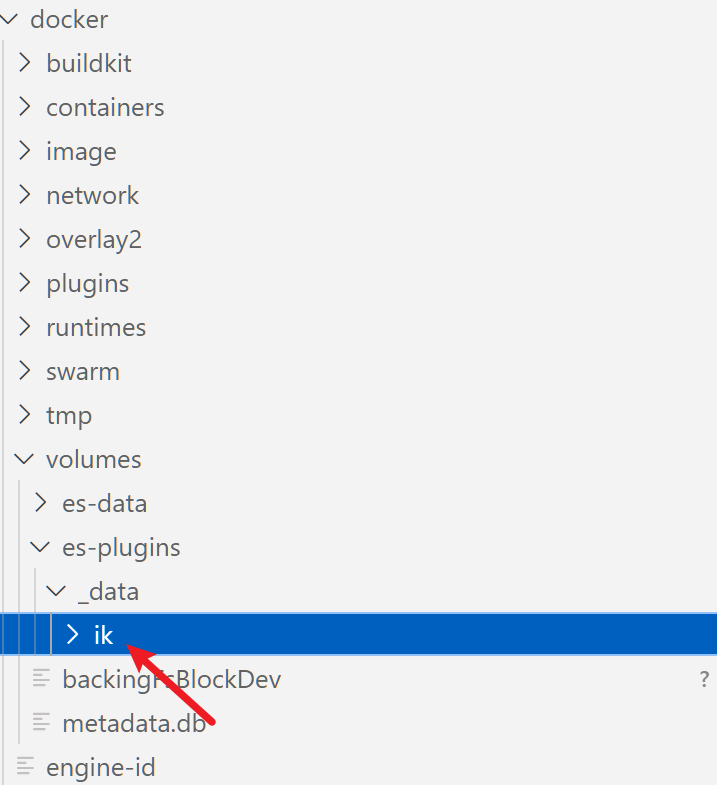 docker
buildkit
containers
image
network
overlay2
plugins
runtimes
swarm
tmp
volumes
es-data
es-plugins
_data
ik
backingFsBlockDev ?
metadata.db
engine-id